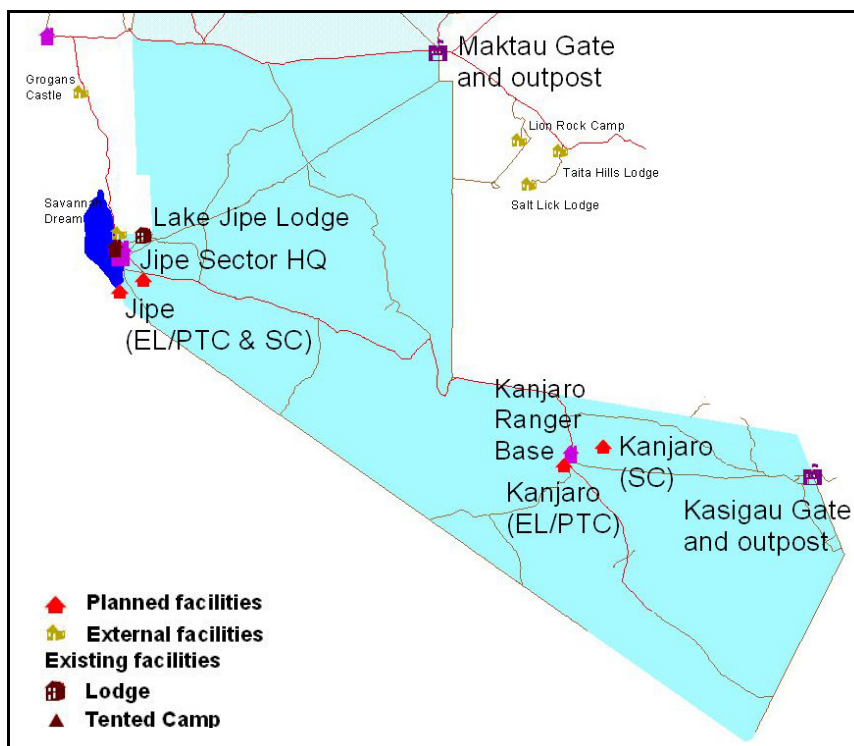 Maktau Gate
and outpost
Grogans
Castle
Lion Rock Camp
Taita Hills Lodge
Salt Lick Lodge
Savannah
Dream
Lake Jipe Lodge
Jipe Sector HQ
Jipe
(EL/PTC & SC)
Kanjaro
Ranger
Base
Kanjaro
(SC)
Kanjaro
(EL/PTC)
Kasigau Gate
and outpost
Planned facilities
External facilities
Existing facilities
Lodge
Tented Camp